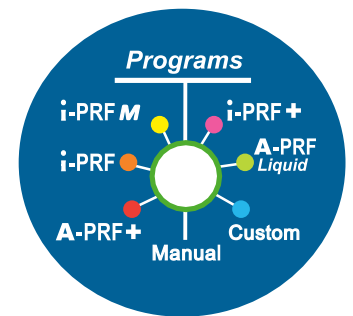 Programs
i-PRF M
i-PRF +
i-PRF
A-PRF
Liquid
A-PRF+
Custom
Manual